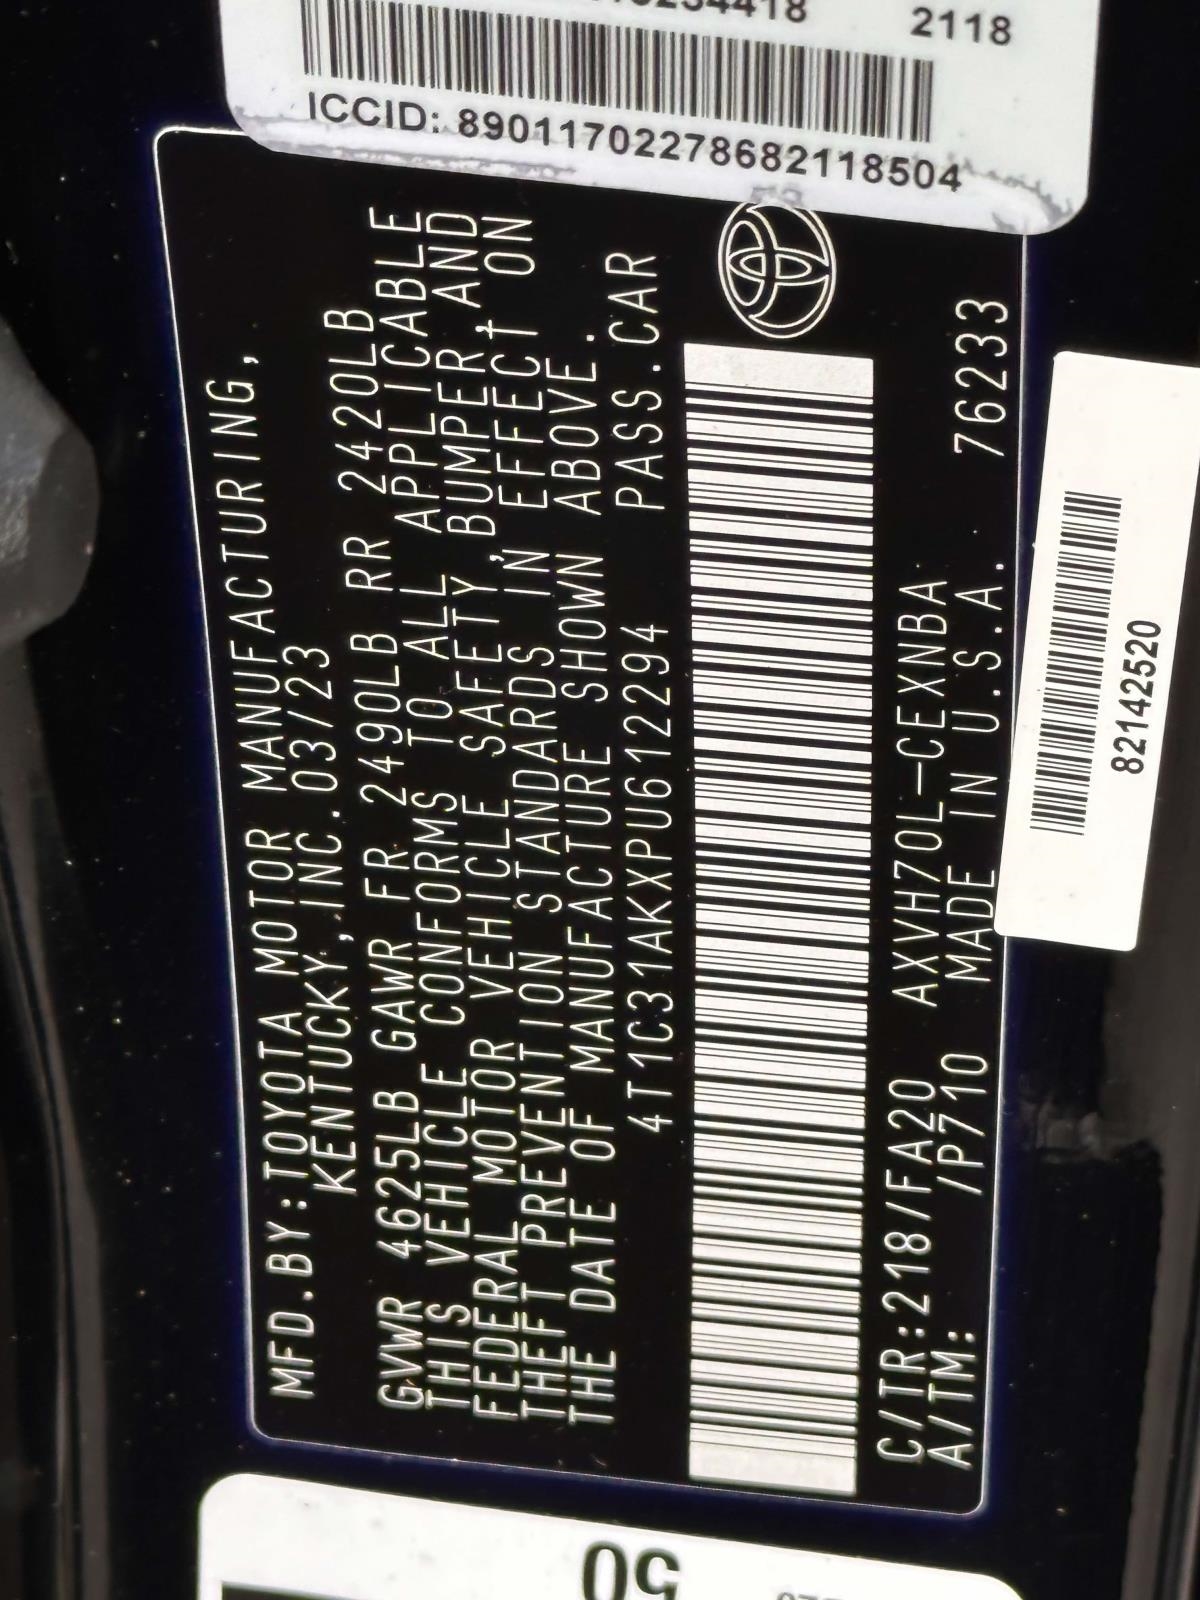 2118
ICCID: 89011702278682118504
MFD.BY:TOYOTA MOTOR MANUFACTURING,
KENTUCKY,INC.03/23
GVWR 4625LB GAWR FR 2490LB RR 2420LB
THIS VEHICLE CONFORMS TO ALL APPLICABLE
FEDERAL MOTOR VEHICLE SAFETY,BUMPER,AND
THEFT PREVENTION STANDARDS IN EFFECT ON
THE DATE OF MANUFACTURE SHOWN ABOVE.
4T1C31AKXPU612294 PASS.CAR
C/TR:218/FA20 AXVH70L-CEXNBA 76233
A/TM: /P710 MADE IN U.S.A.
82142520
50